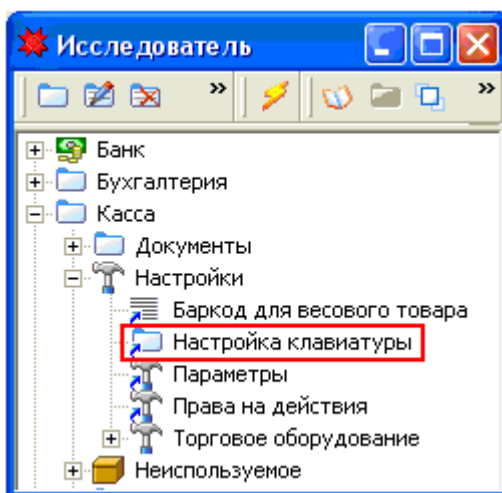 Исследователь
Банк
Бухгалтерия
Касса
Документы
Настройки
Баркод для весового товара
Настройка клавиатуры
Параметры
Права на действия
Торговое оборудование
Неиспользуемое